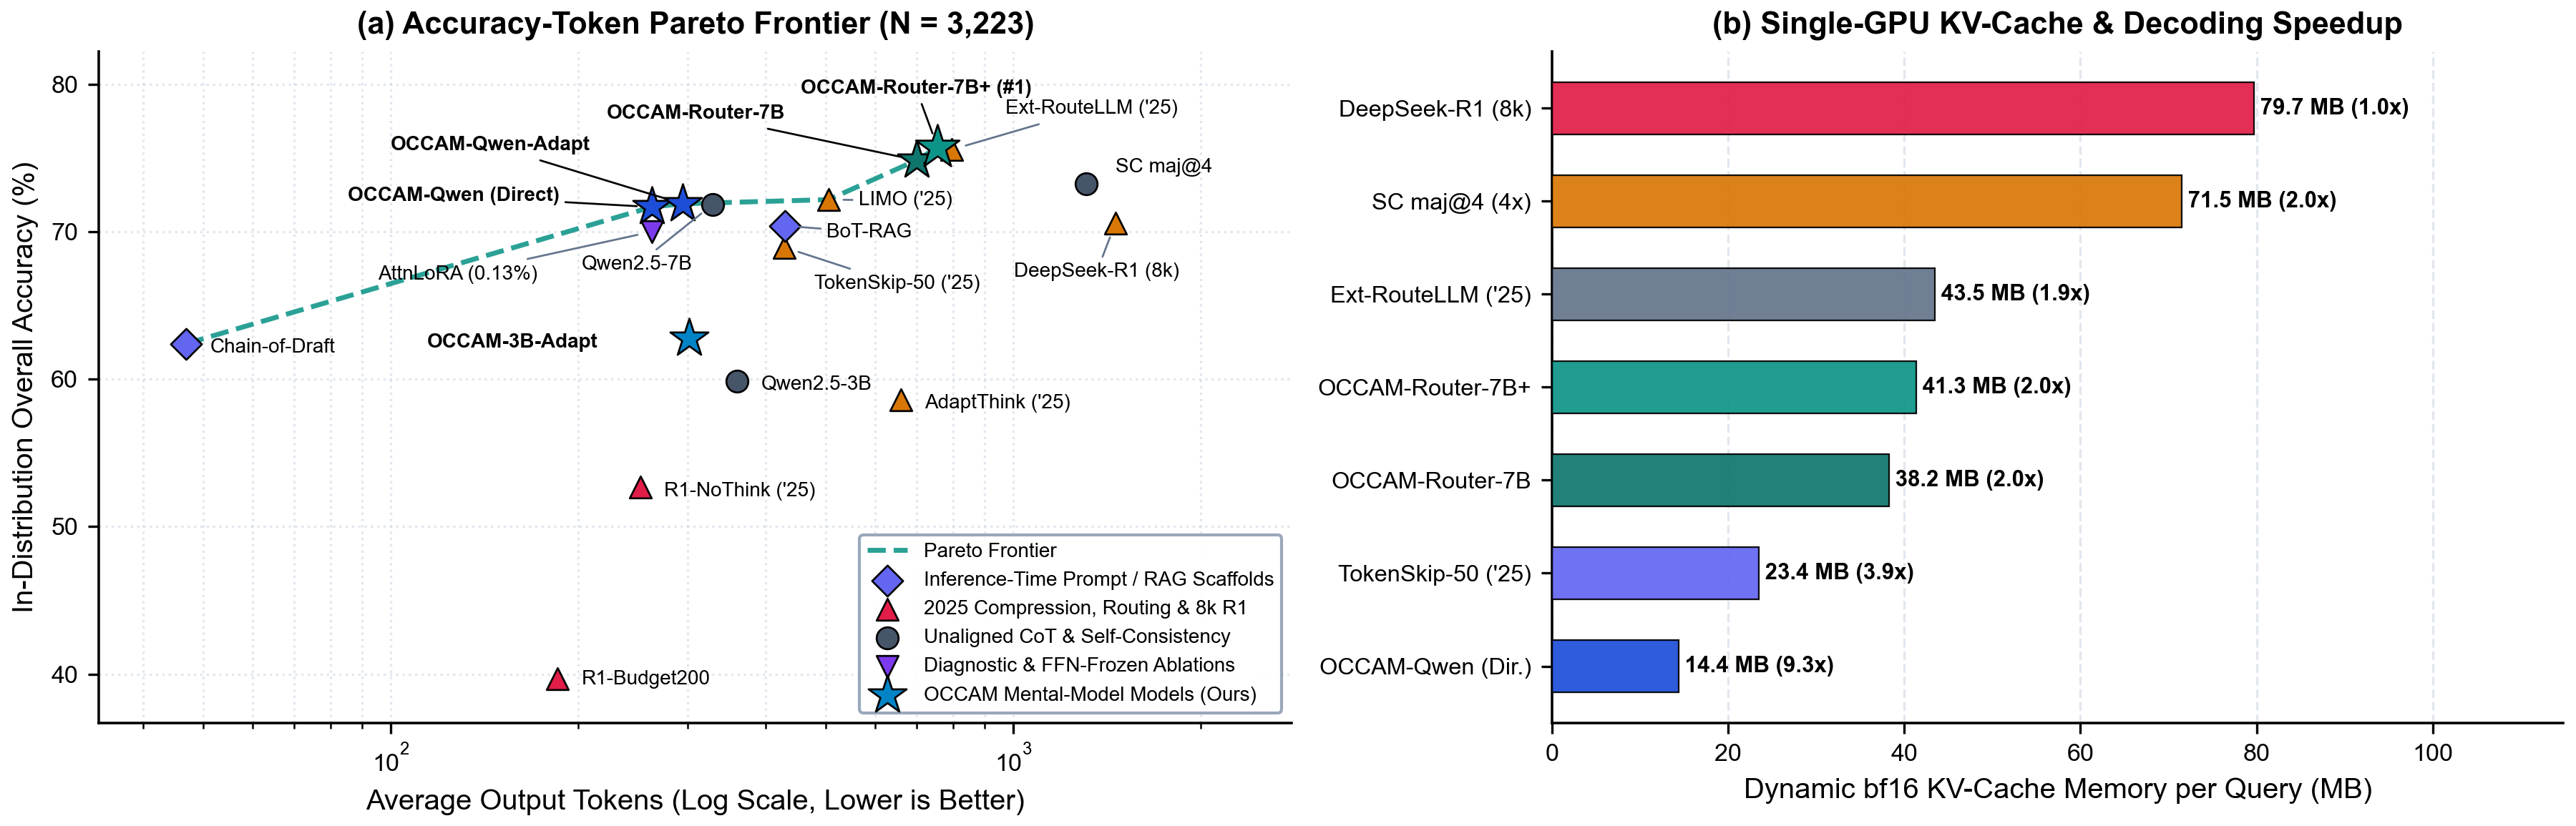 (a) Accuracy-Token Pareto Frontier (N = 3,223)
In-Distribution Overall Accuracy (%)
80
70
60
50
40
OCCAM-Router-7B+ (#1)
OCCAM-Router-7B
Ext-RouteLLM ('25)
OCCAM-Qwen-Adapt
SC maj@4
OCCAM-Qwen (Direct)
LIMO ('25)
BoT-RAG
AttnLoRA (0.13%)
Qwen2.5-7B
TokenSkip-50 ('25)
DeepSeek-R1 (8k)
Chain-of-Draft
OCCAM-3B-Adapt
Qwen2.5-3B
AdaptThink ('25)
R1-NoThink ('25)
R1-Budget200
Pareto Frontier
Inference-Time Prompt / RAG Scaffolds
2025 Compression, Routing & 8k R1
Unaligned CoT & Self-Consistency
Diagnostic & FFN-Frozen Ablations
OCCAM Mental-Model Models (Ours)
10² 10³
Average Output Tokens (Log Scale, Lower is Better)
(b) Single-GPU KV-Cache & Decoding Speedup
DeepSeek-R1 (8k) 79.7 MB (1.0x)
SC maj@4 (4x) 71.5 MB (2.0x)
Ext-RouteLLM ('25) 43.5 MB (1.9x)
OCCAM-Router-7B+ 41.3 MB (2.0x)
OCCAM-Router-7B 38.2 MB (2.0x)
TokenSkip-50 ('25) 23.4 MB (3.9x)
OCCAM-Qwen (Dir.) 14.4 MB (9.3x)
0 20 40 60 80 100
Dynamic bf16 KV-Cache Memory per Query (MB)